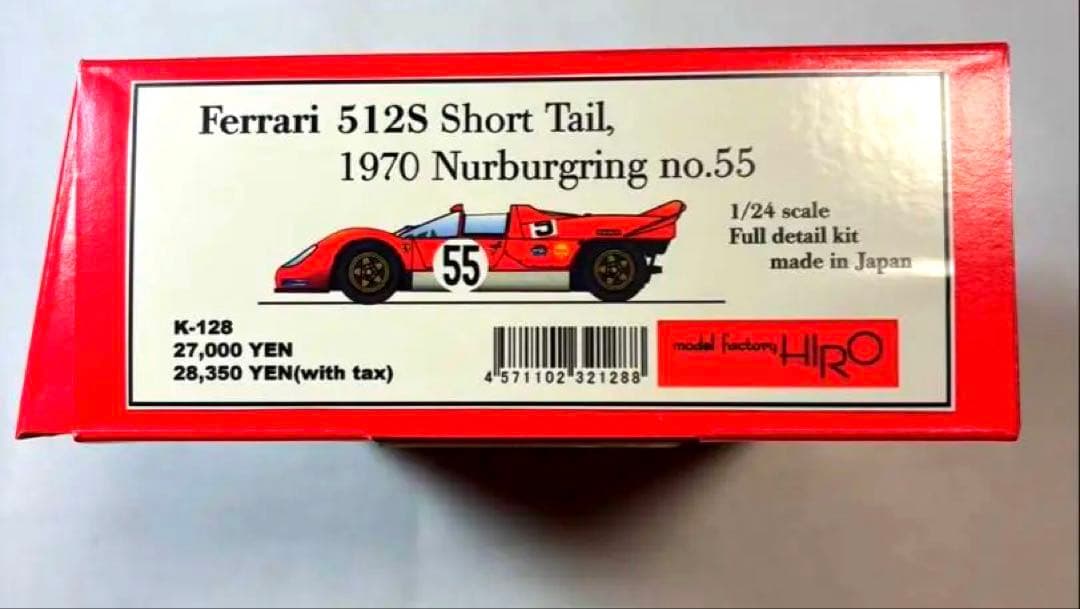 Ferrari 512S Short Tail,
1970 Nurburgring no.55
1/24 scale
Full detail kit
made in Japan
55
5
K-128
27,000 YEN
28,350 YEN(with tax)
4 571102 321288
model factory HIRO